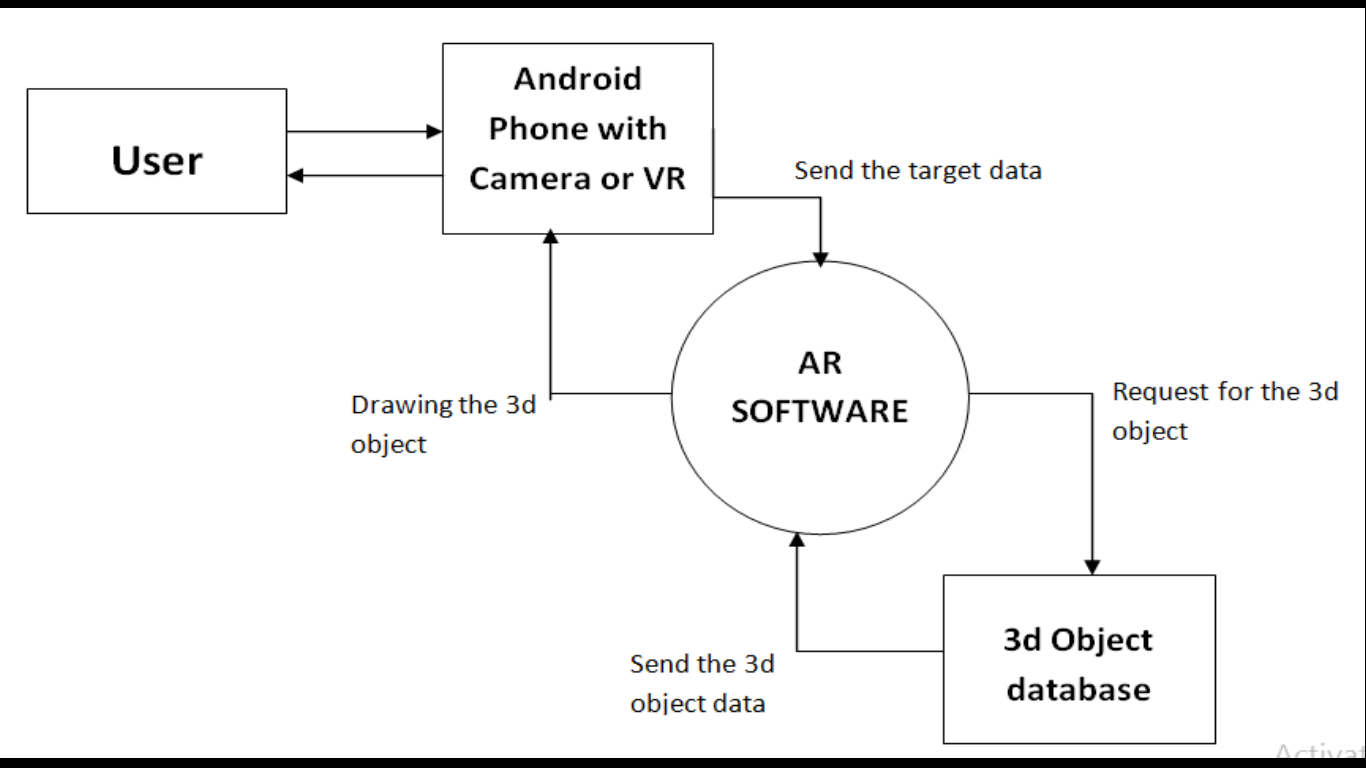 Android
Phone with
Camera or VR
User
Send the target data
AR
SOFTWARE
Drawing the 3d
object
Request for the 3d
object
3d Object
database
Send the 3d
object data